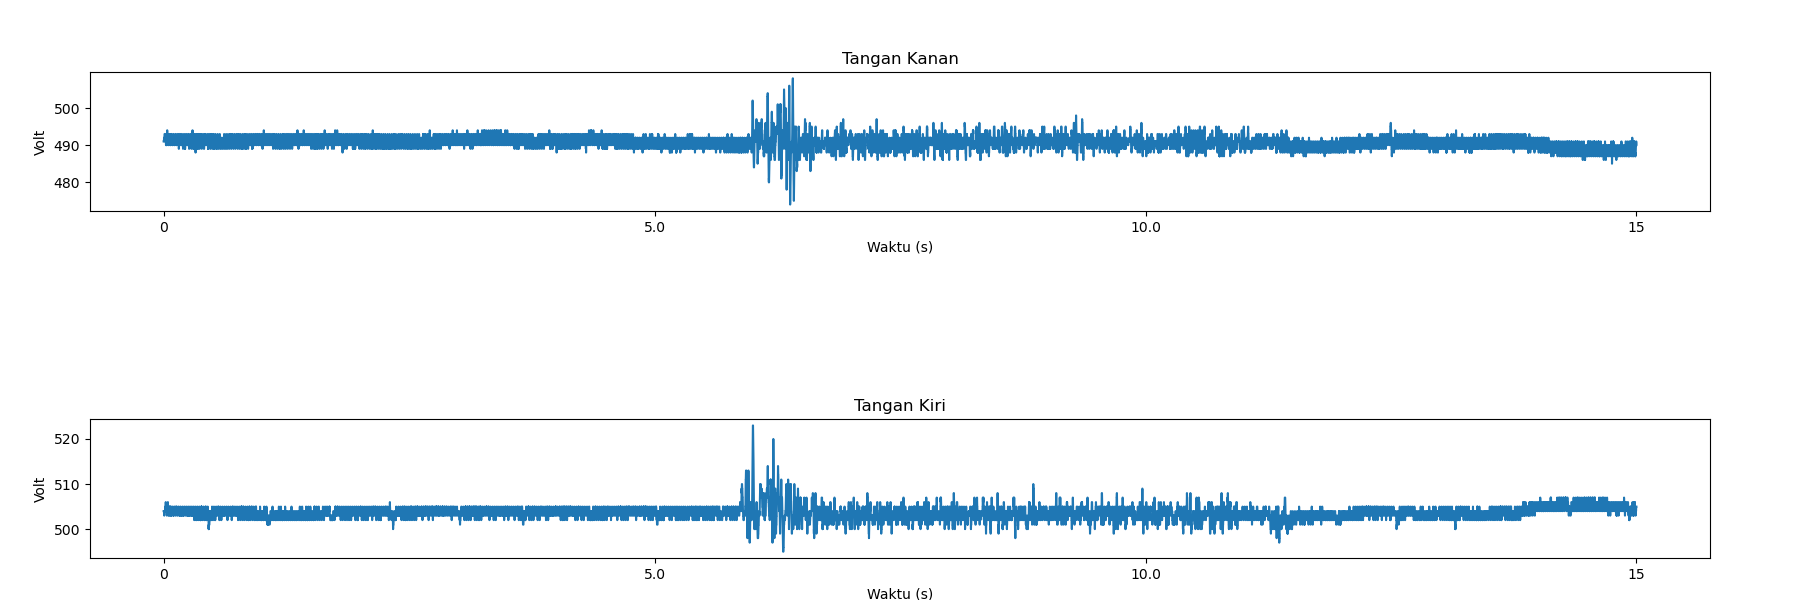 Tangan Kanan
Volt
500
490
480
0 5.0 10.0 15
Waktu (s)
Tangan Kiri
Volt
520
510
500
0 5.0 10.0 15
Waktu (s)